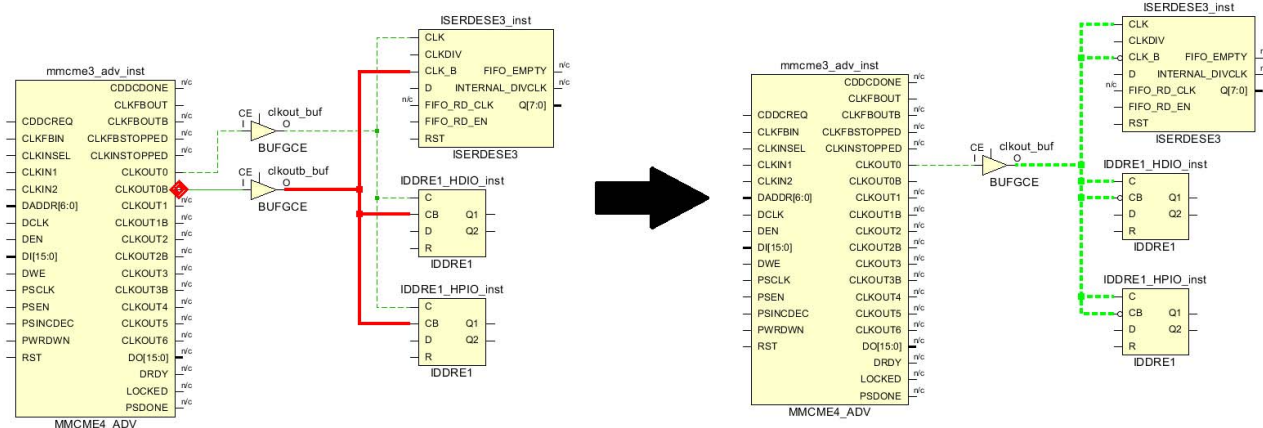 mmcme3_adv_inst
n/c
CDDCDONE
n/c
CLKFBOUT
n/c
CDDCREQ CLKFBOUTB
n/c
CLKFBIN CLKFBSTOPPED
n/c
CLKINSEL CLKINSTOPPED
CLKIN1 CLKOUT0
CLKIN2 CLKOUT0B
n/c
DADDR[6:0] CLKOUT1
n/c
DCLK CLKOUT1B
n/c
DEN CLKOUT2
n/c
DI[15:0] CLKOUT2B
n/c
DWE CLKOUT3
n/c
PSCLK CLKOUT3B
n/c
PSEN CLKOUT4
n/c
PSINCDEC CLKOUT5
n/c
PWRDWN CLKOUT6
n/c
RST DO[15:0]
n/c
DRDY
n/c
LOCKED
n/c
PSDONE
MMCME4_ADV
clkout_buf
CE
I O
BUFGCE
clkoutb_buf
CE
I O
BUFGCE
ISERDESE3_inst
CLK
CLKDIV
n/c
CLK_B FIFO_EMPTY
n/c
D INTERNAL_DIVCLK
n/c
FIFO_RD_CLK Q[7:0]
FIFO_RD_EN
RST
ISERDESE3
IDDRE1_HDIO_inst
C
CB Q1
D Q2
R
IDDRE1
IDDRE1_HPIO_inst
C
CB Q1
D Q2
R
IDDRE1
mmcme3_adv_inst
n/c
CDDCDONE
n/c
CLKFBOUT
n/c
CDDCREQ CLKFBOUTB
n/c
CLKFBIN CLKFBSTOPPED
n/c
CLKINSEL CLKINSTOPPED
CLKIN1 CLKOUT0
n/c
CLKIN2 CLKOUT0B
n/c
DADDR[6:0] CLKOUT1
n/c
DCLK CLKOUT1B
n/c
DEN CLKOUT2
n/c
DI[15:0] CLKOUT2B
n/c
DWE CLKOUT3
n/c
PSCLK CLKOUT3B
n/c
PSEN CLKOUT4
n/c
PSINCDEC CLKOUT5
n/c
PWRDWN CLKOUT6
n/c
RST DO[15:0]
n/c
DRDY
n/c
LOCKED
n/c
PSDONE
MMCME4_ADV
clkout_buf
CE
I O
BUFGCE
ISERDESE3_inst
CLK
CLKDIV
CLK_B FIFO_EMPTY
D INTERNAL_DIVCLK
n/c
FIFO_RD_CLK Q[7:0]
FIFO_RD_EN
RST
ISERDESE3
IDDRE1_HDIO_inst
C
CB Q1
D Q2
R
IDDRE1
IDDRE1_HPIO_inst
C
CB Q1
D Q2
R
IDDRE1